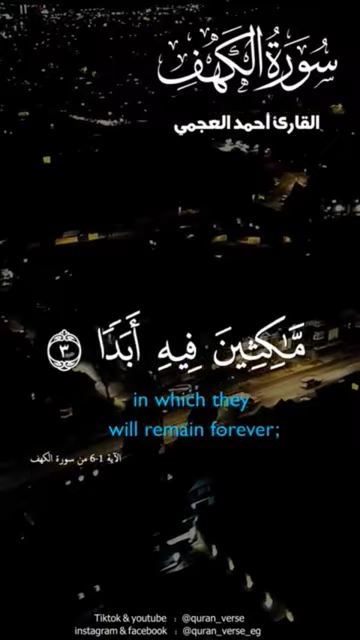 سُورَةُ الكَهْفِ
القارئ أحمد العجمي
مَّاكِثِينَ فِيهِ أَبَدًا ٣
in which they
will remain forever;
الآية 1-6 من سورة الكهف
Tiktok & youtube : @quran_verse
instagram & facebook : @quran_verse_eg